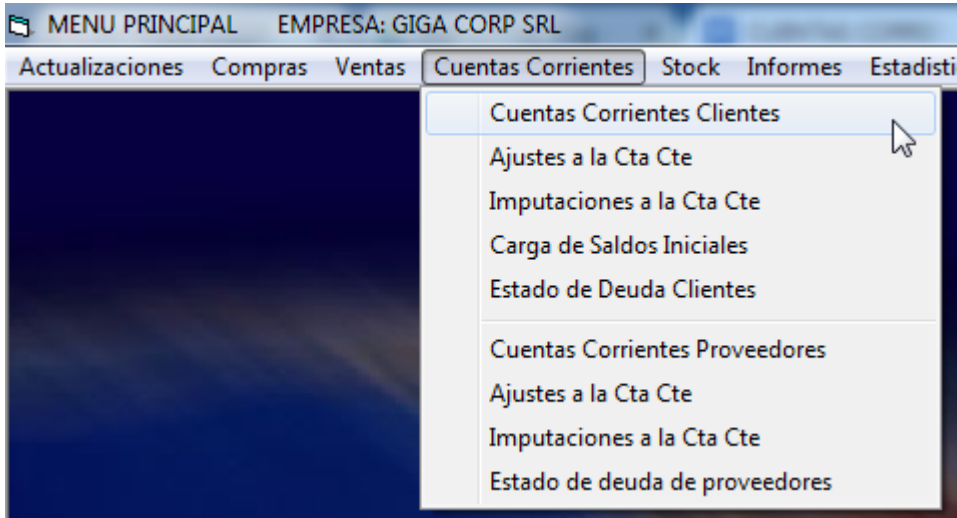 MENU PRINCIPAL EMPRESA: GIGA CORP SRL
Actualizaciones Compras Ventas Cuentas Corrientes Stock Informes Estadisti
Cuentas Corrientes Clientes
Ajustes a la Cta Cte
Imputaciones a la Cta Cte
Carga de Saldos Iniciales
Estado de Deuda Clientes
Cuentas Corrientes Proveedores
Ajustes a la Cta Cte
Imputaciones a la Cta Cte
Estado de deuda de proveedores